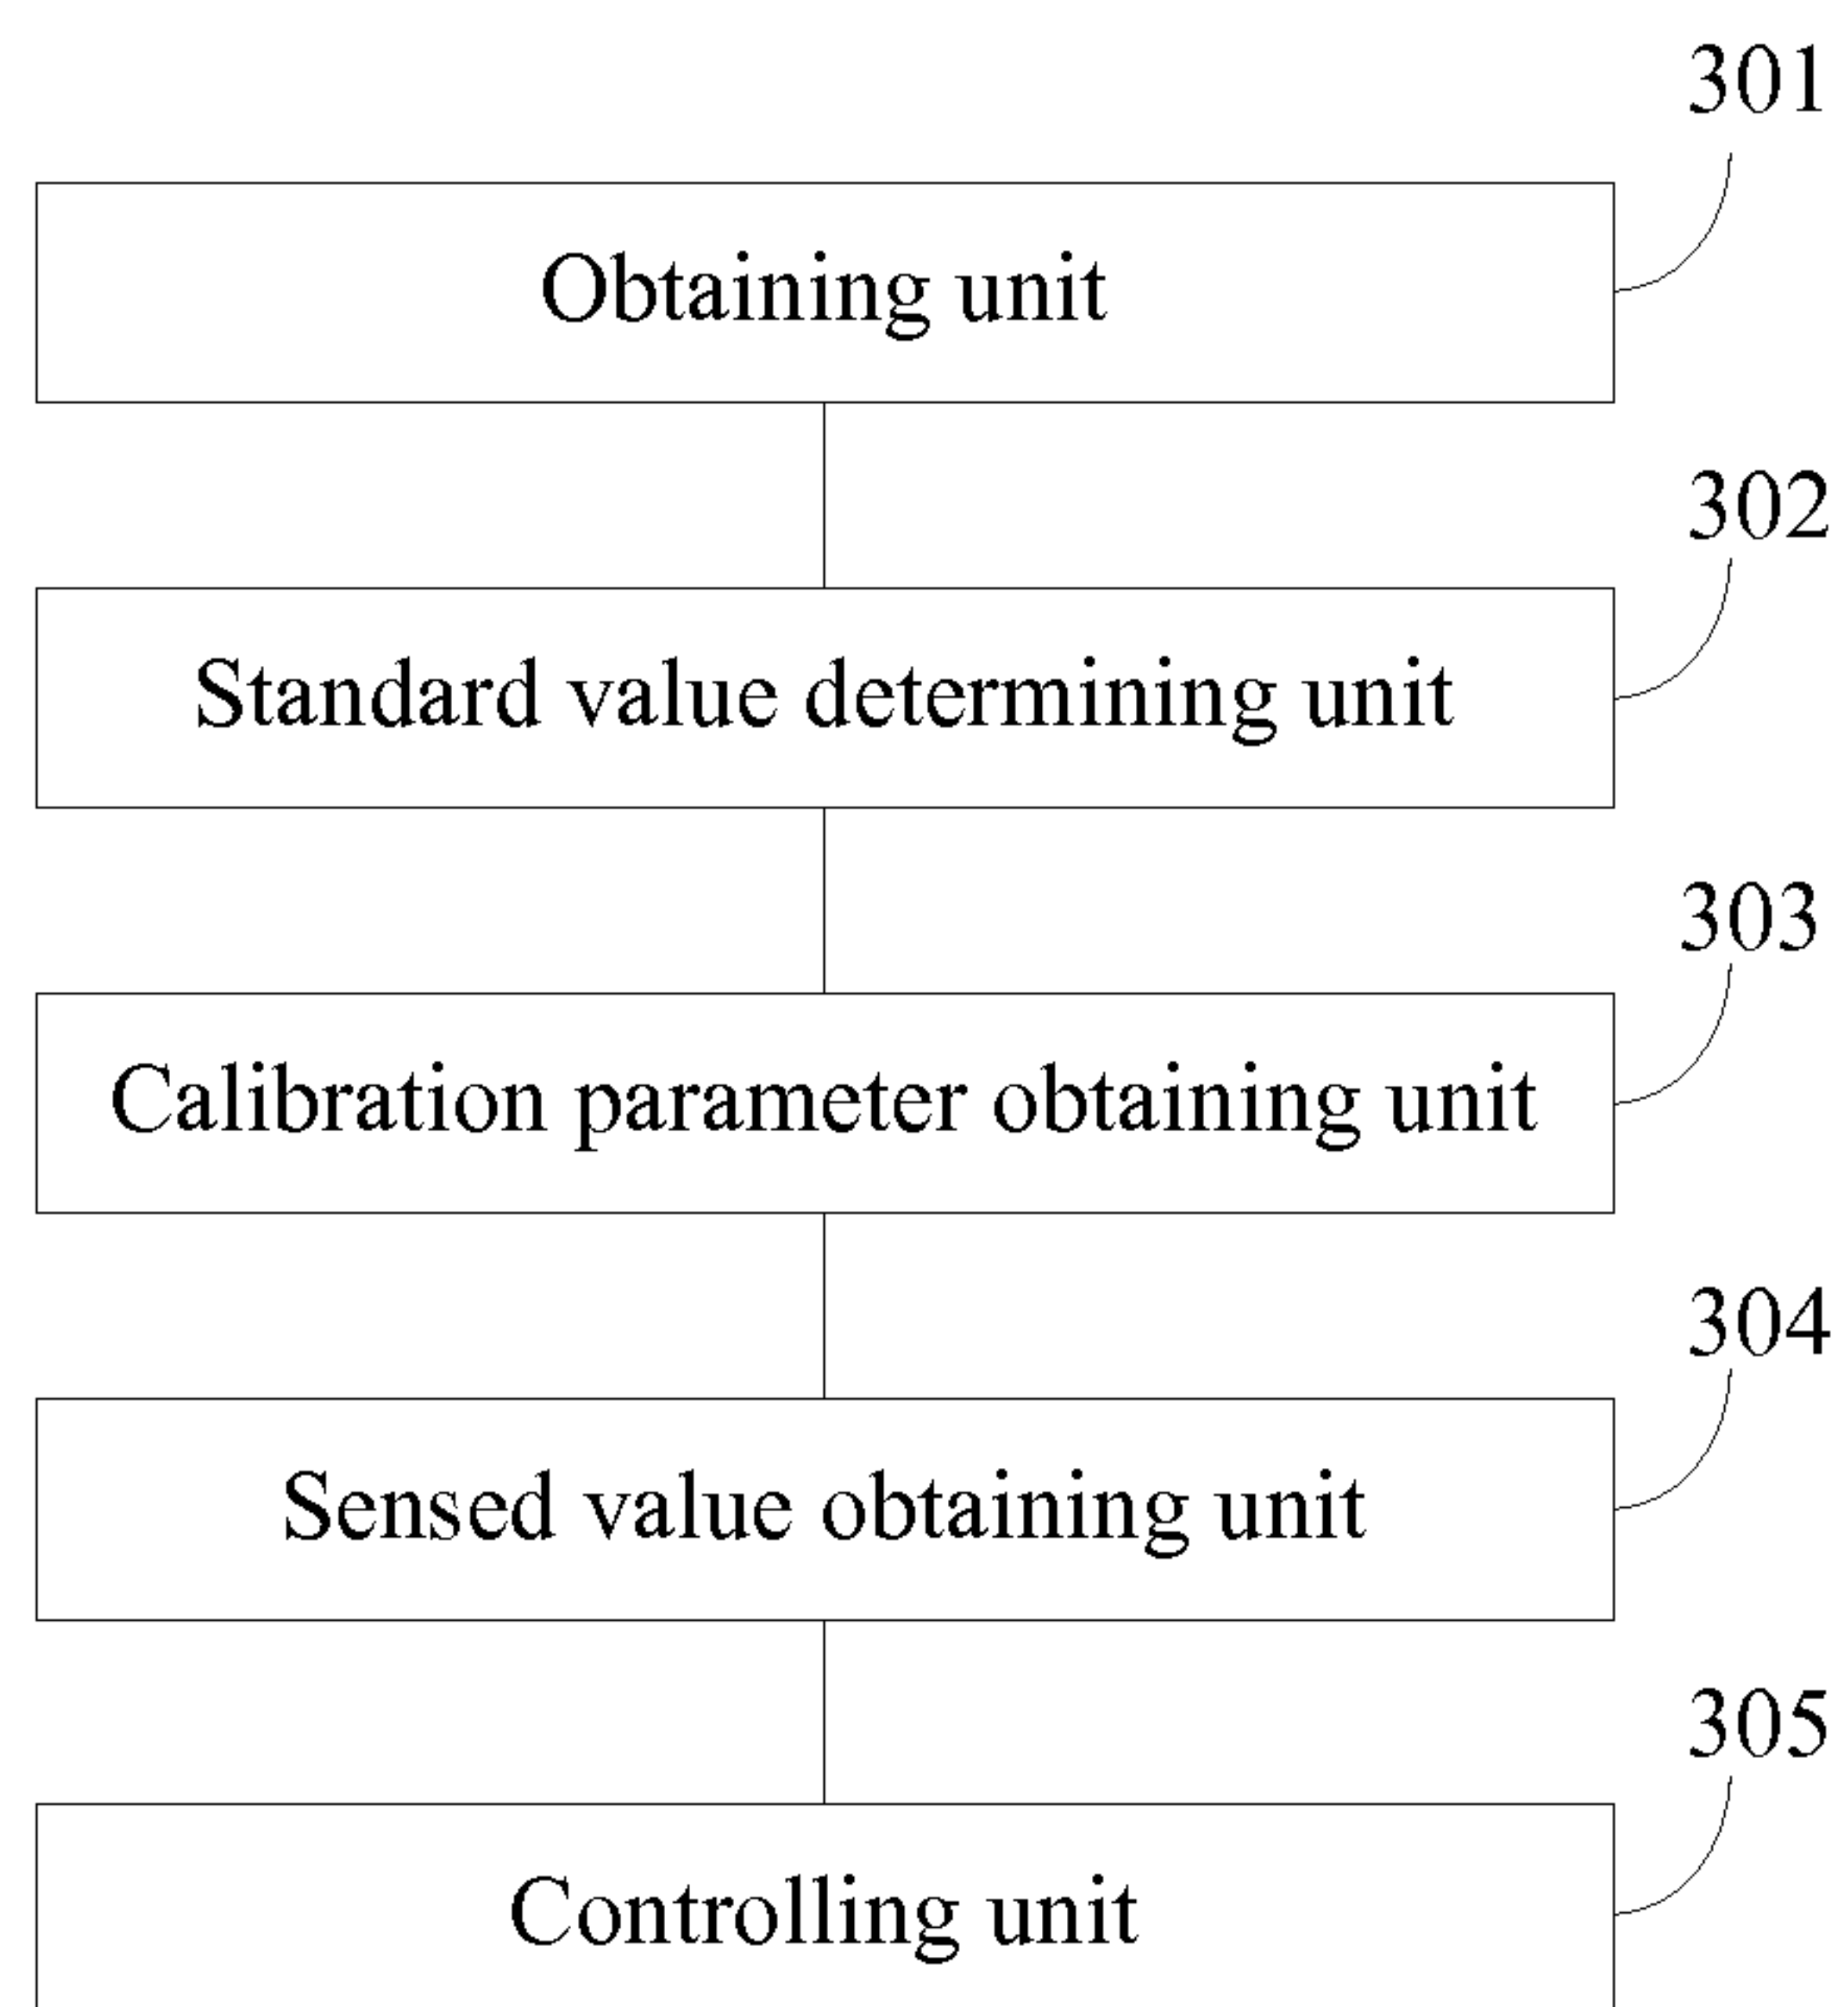 301
Obtaining unit
302
Standard value determining unit
303
Calibration parameter obtaining unit
304
Sensed value obtaining unit
305
Controlling unit